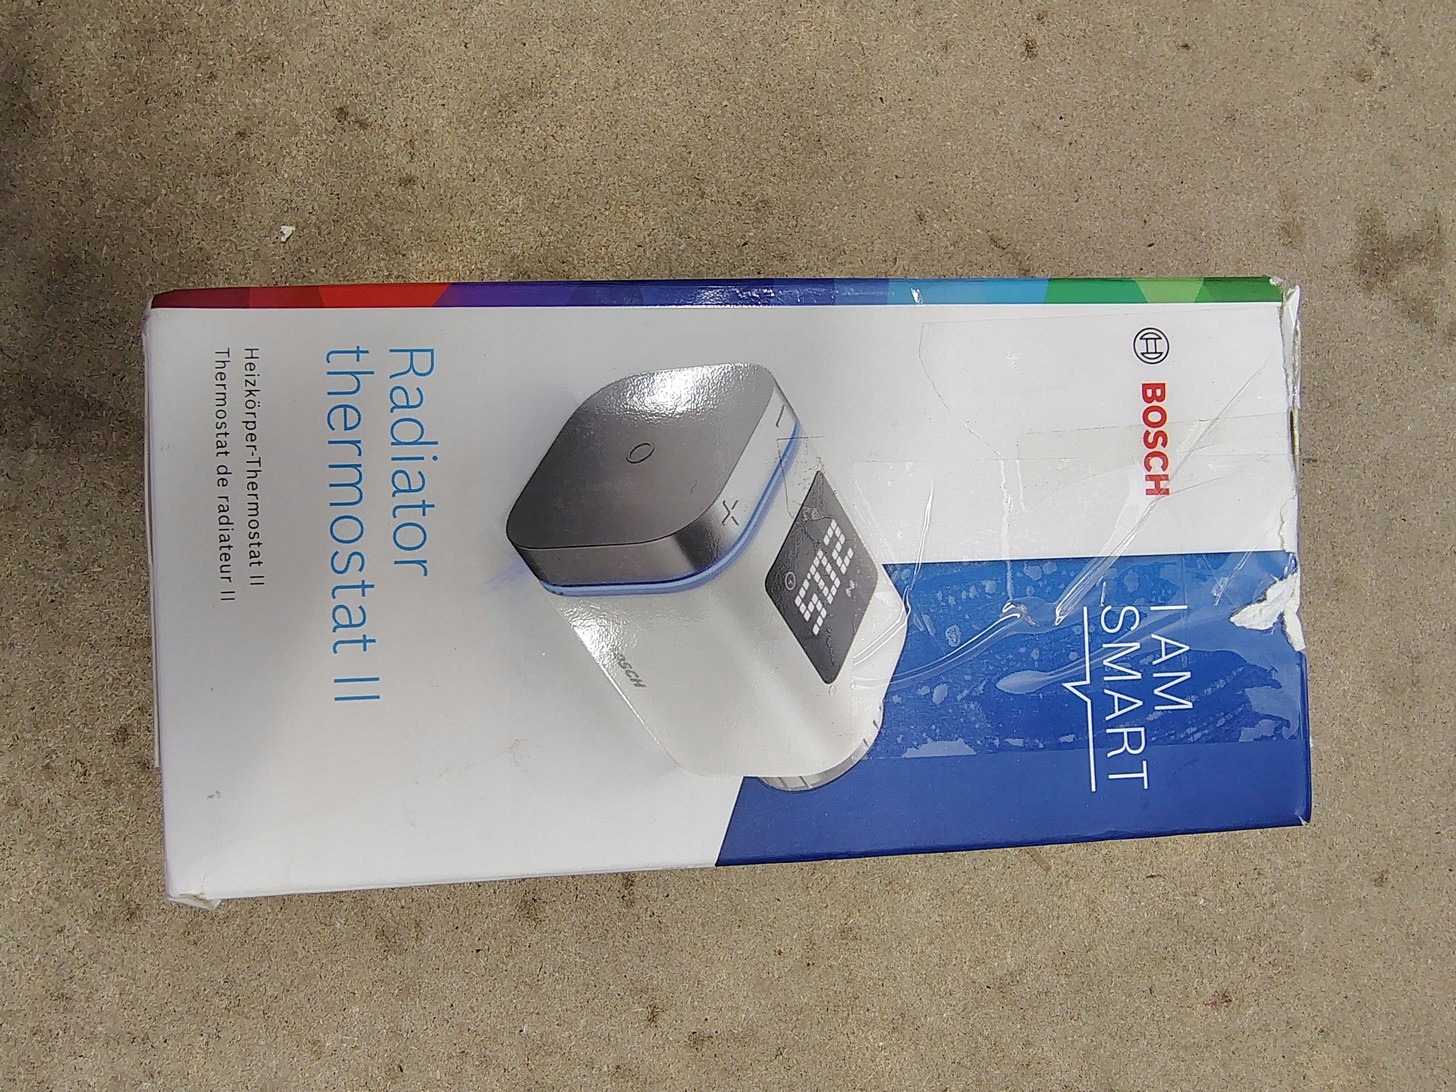 BOSCH
I AM
SMART
Radiator
thermostat II
Heizkörper-Thermostat II
Thermostat de radiateur II